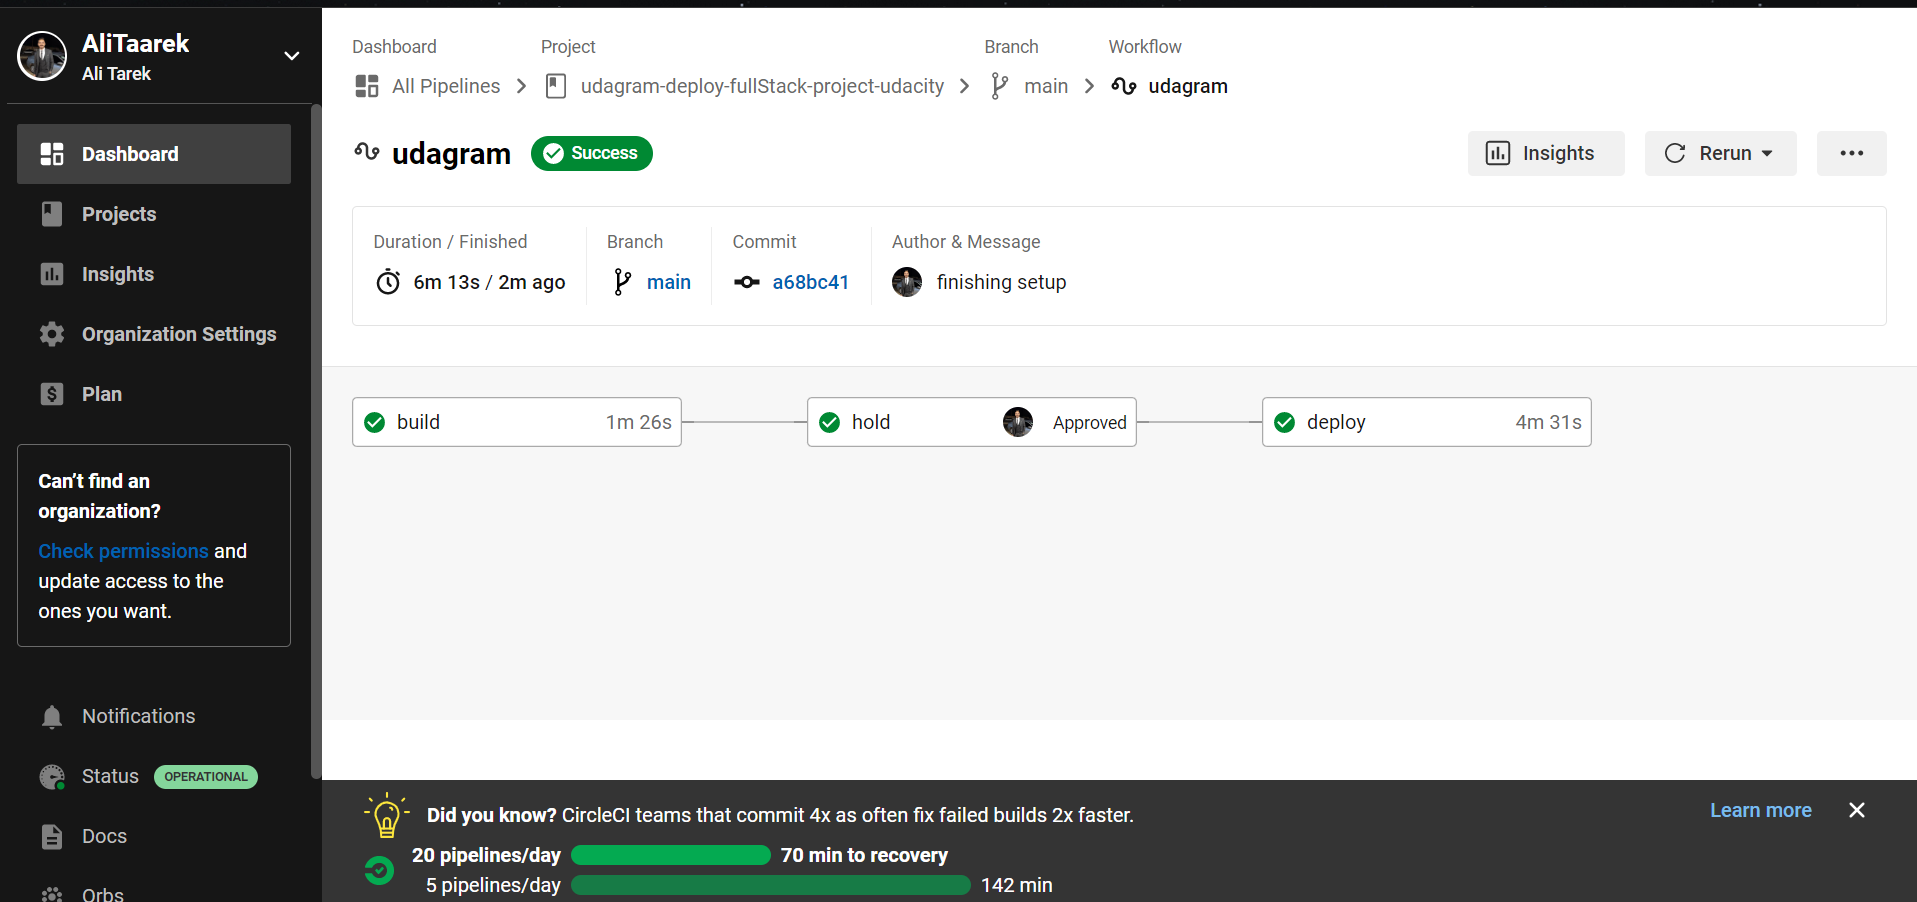 AliTaarek
Ali Tarek
Dashboard
Projects
Insights
Organization Settings
Plan
Can’t find an
organization?
Check permissions and
update access to the
ones you want.
Notifications
Status OPERATIONAL
Docs
Orbs
Dashboard Project Branch Workflow
All Pipelines udagram-deploy-fullStack-project-udacity main udagram
udagram Success Insights Rerun
Duration / Finished Branch Commit Author & Message
6m 13s / 2m ago main a68bc41 finishing setup
build 1m 26s hold Approved deploy 4m 31s
Did you know? CircleCI teams that commit 4x as often fix failed builds 2x faster. Learn more
20 pipelines/day 70 min to recovery
5 pipelines/day 142 min